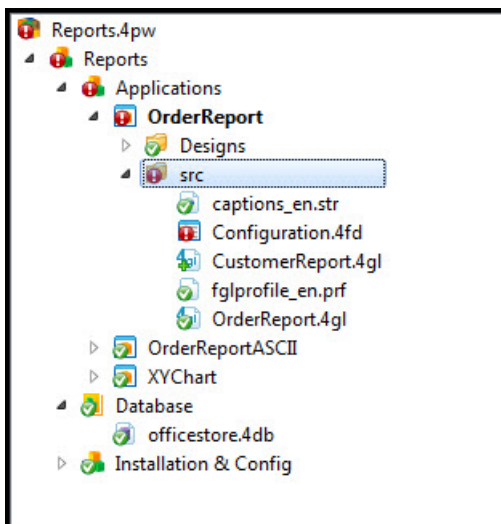 Reports.4pw
Reports
Applications
OrderReport
Designs
src
captions_en.str
Configuration.4fd
CustomerReport.4gl
fglprofile_en.prf
OrderReport.4gl
OrderReportASCII
XYChart
Database
officestore.4db
Installation & Config